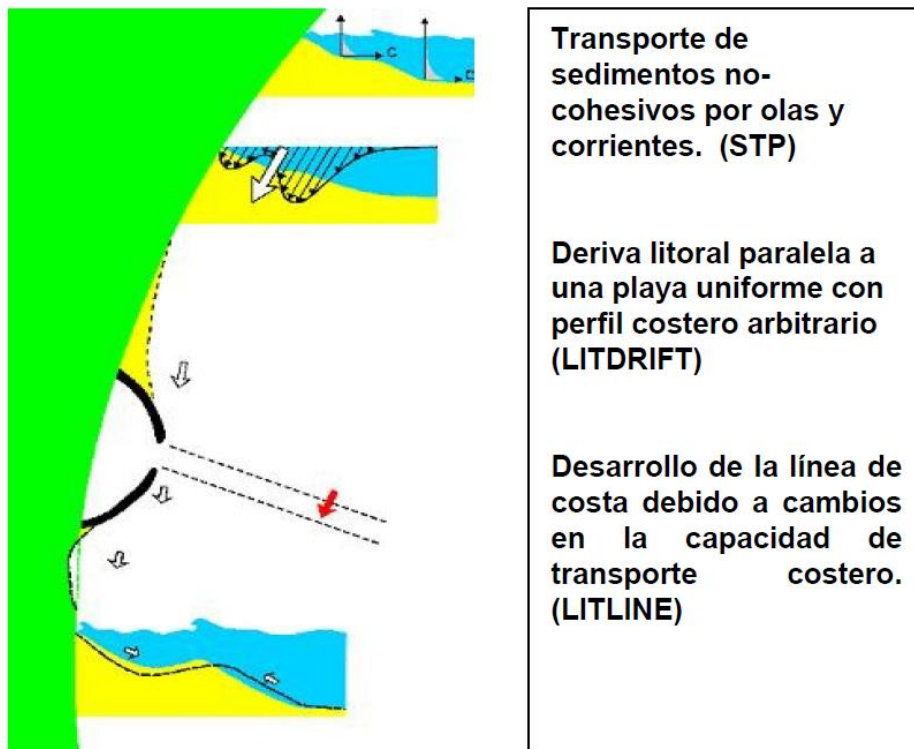 C
Transporte de
sedimentos no-
cohesivos por olas y
corrientes. (STP)
Deriva litoral paralela a
una playa uniforme con
perfil costero arbitrario
(LITDRIFT)
Desarrollo de la línea de
costa debido a cambios
en la capacidad de
transporte costero.
(LITLINE)